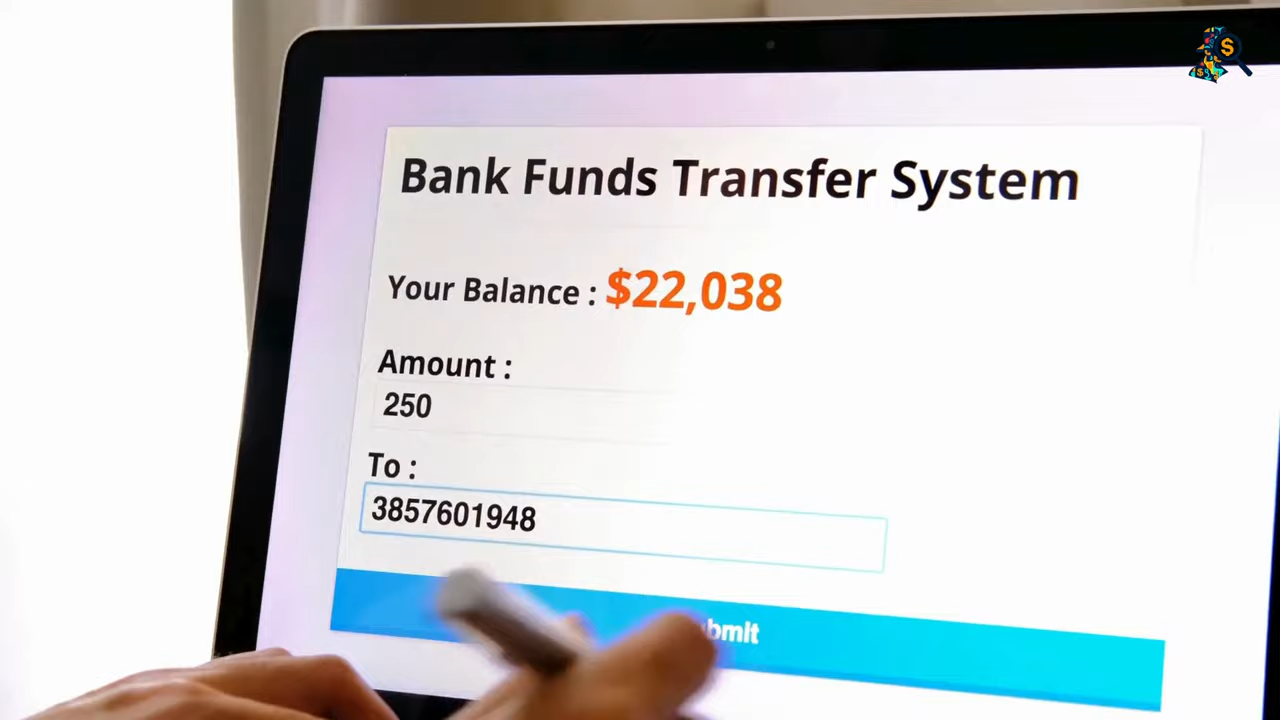 Bank Funds Transfer System
Your Balance : $22,038
Amount :
250
To :
3857601948